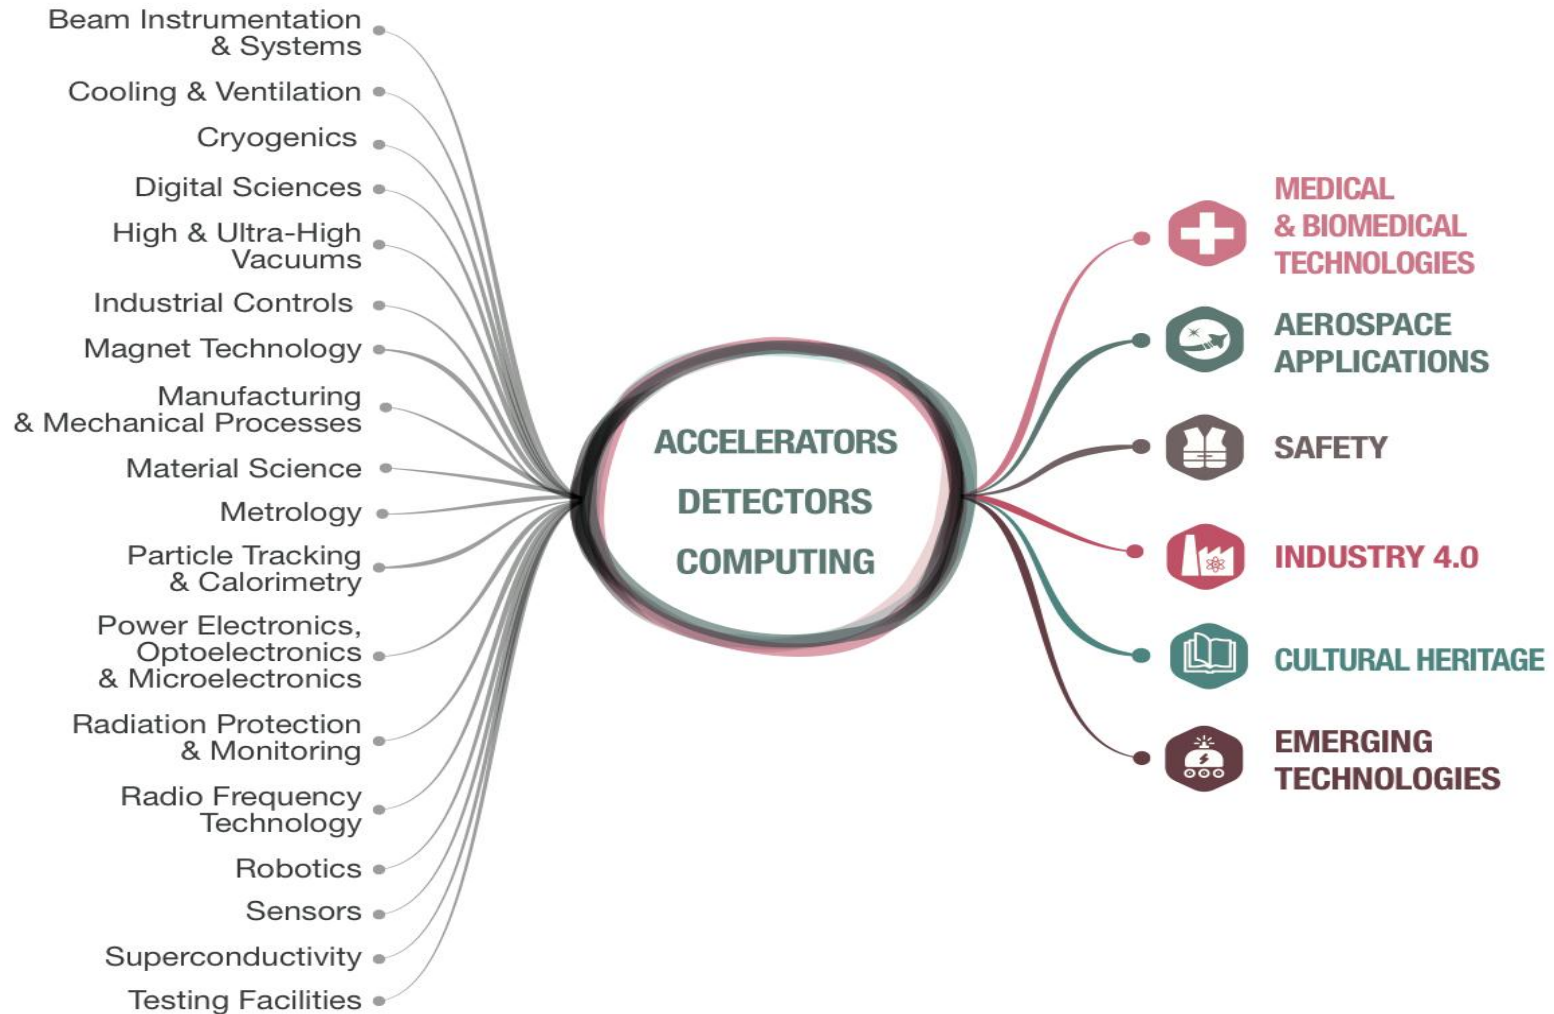 Beam Instrumentation
& Systems
Cooling & Ventilation
Cryogenics
Digital Sciences
High & Ultra-High
Vacuums
Industrial Controls
Magnet Technology
Manufacturing
& Mechanical Processes
Material Science
Metrology
Particle Tracking
& Calorimetry
Power Electronics,
Optoelectronics
& Microelectronics
Radiation Protection
& Monitoring
Radio Frequency
Technology
Robotics
Sensors
Superconductivity
Testing Facilities
ACCELERATORS
DETECTORS
COMPUTING
MEDICAL
& BIOMEDICAL
TECHNOLOGIES
AEROSPACE
APPLICATIONS
SAFETY
INDUSTRY 4.0
CULTURAL HERITAGE
EMERGING
TECHNOLOGIES